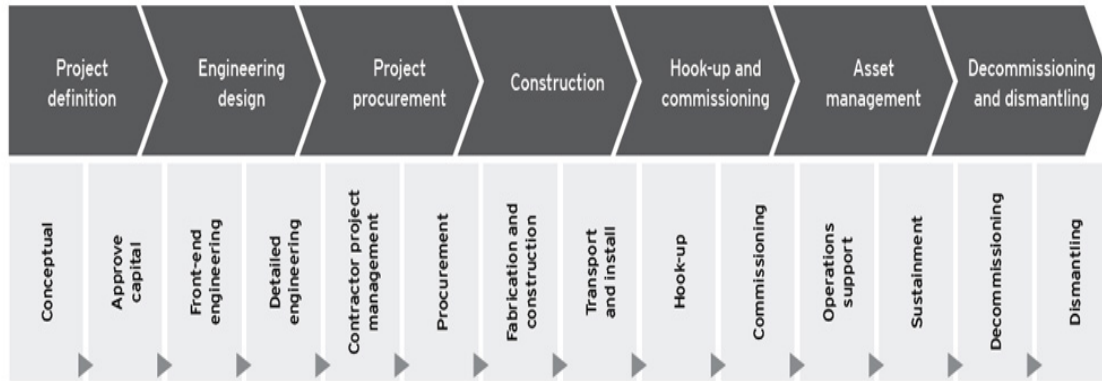 Project
definition
Engineering
design
Project
procurement
Construction
Hook-up and
commissioning
Asset
management
Decommissioning
and dismantling
Conceptual
Approve
capital
Front-end
engineering
Detailed
engineering
Contractor project
management
Procurement
Fabrication and
construction
Transport
and install
Hook-up
Commissioning
Operations
support
Sustainment
Decommissioning
Dismantling